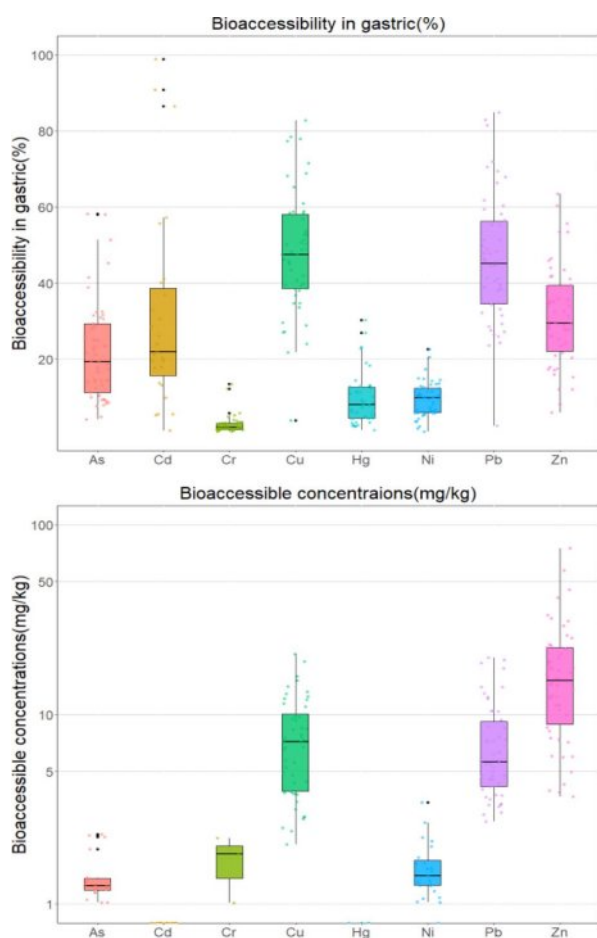 Bioaccessibility in gastric(%)
Bioaccessibility in gastric(%)
100
80
60
40
20
As Cd Cr Cu Hg Ni Pb Zn
Bioaccessible concentraions(mg/kg)
Bioaccessible concentrations(mg/kg)
100
50
10
5
1
As Cd Cr Cu Hg Ni Pb Zn